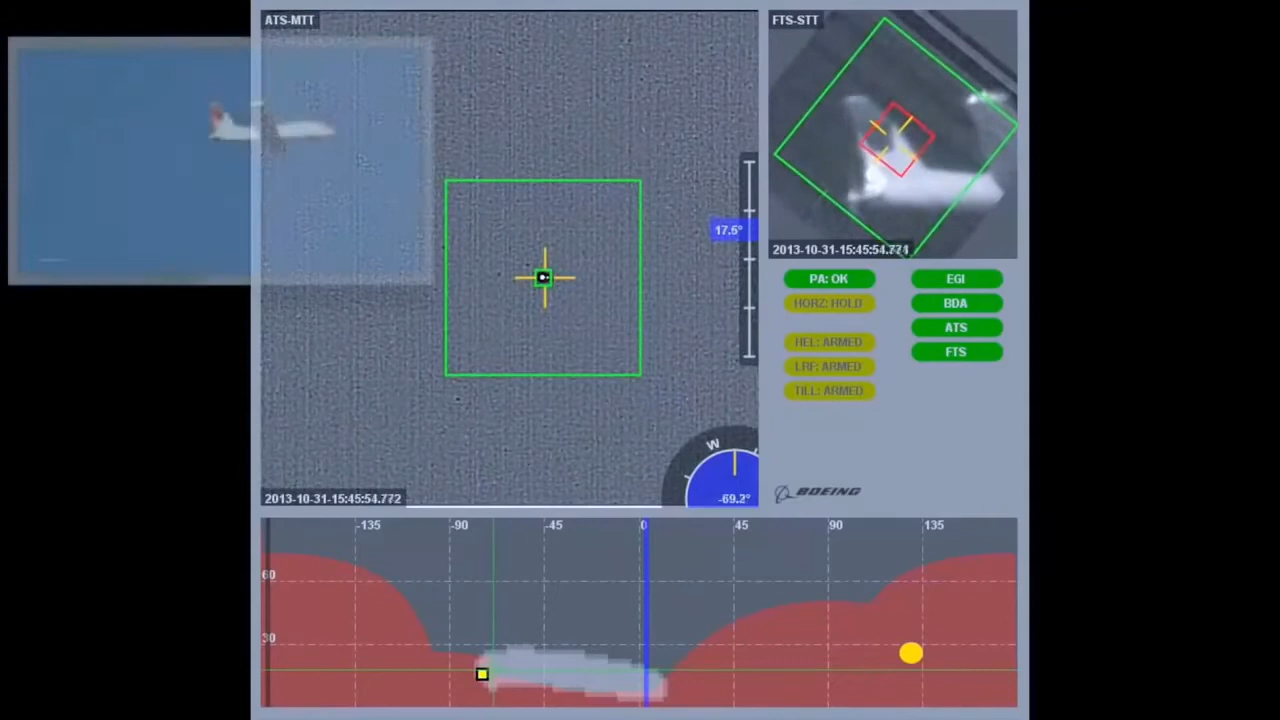 ATS-MTT
FTS-STT
17.5°
2013-10-31-15:45:54.771
PA: OK
EGI
HORZ: HOLD
BDA
ATS
HEL: ARMED
FTS
LRF: ARMED
TILL: ARMED
W
-69.2°
BOEING
2013-10-31-15:45:54.772
-135
-90
-45
0
45
90
135
60
30